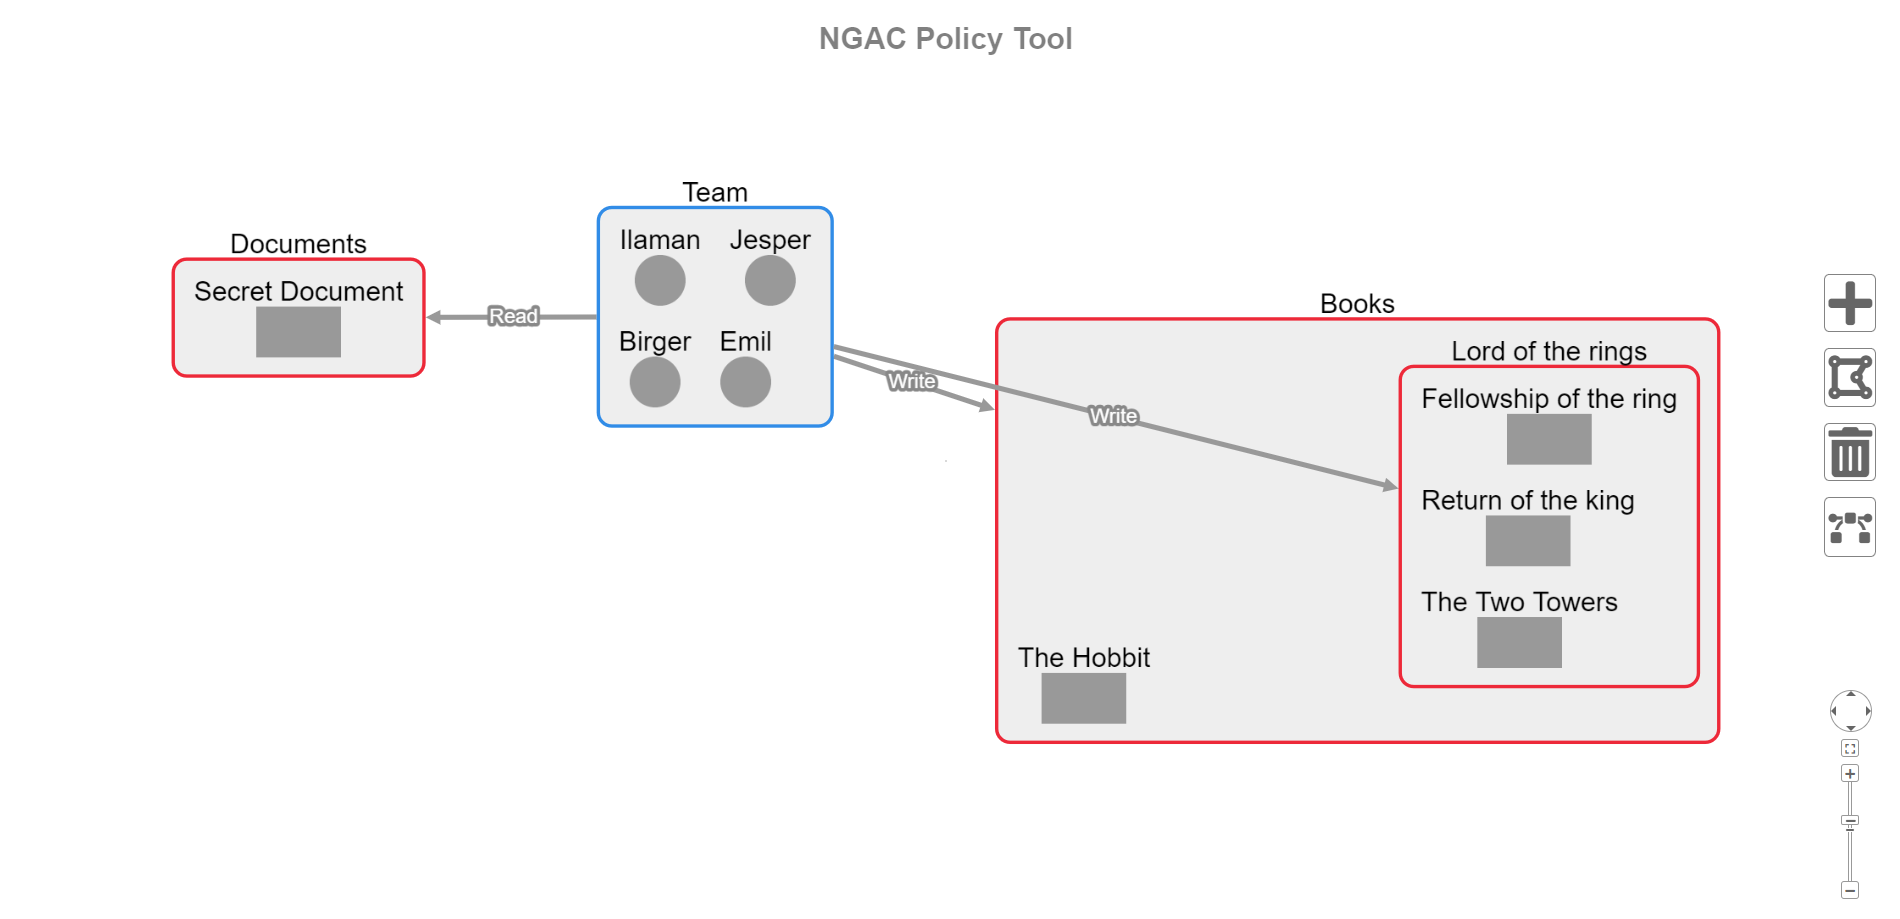 NGAC Policy Tool
Team
Documents
Ilaman Jesper
Secret Document
Read
Birger Emil
Books
Lord of the rings
Write
Fellowship of the ring
Write
Return of the king
The Two Towers
The Hobbit